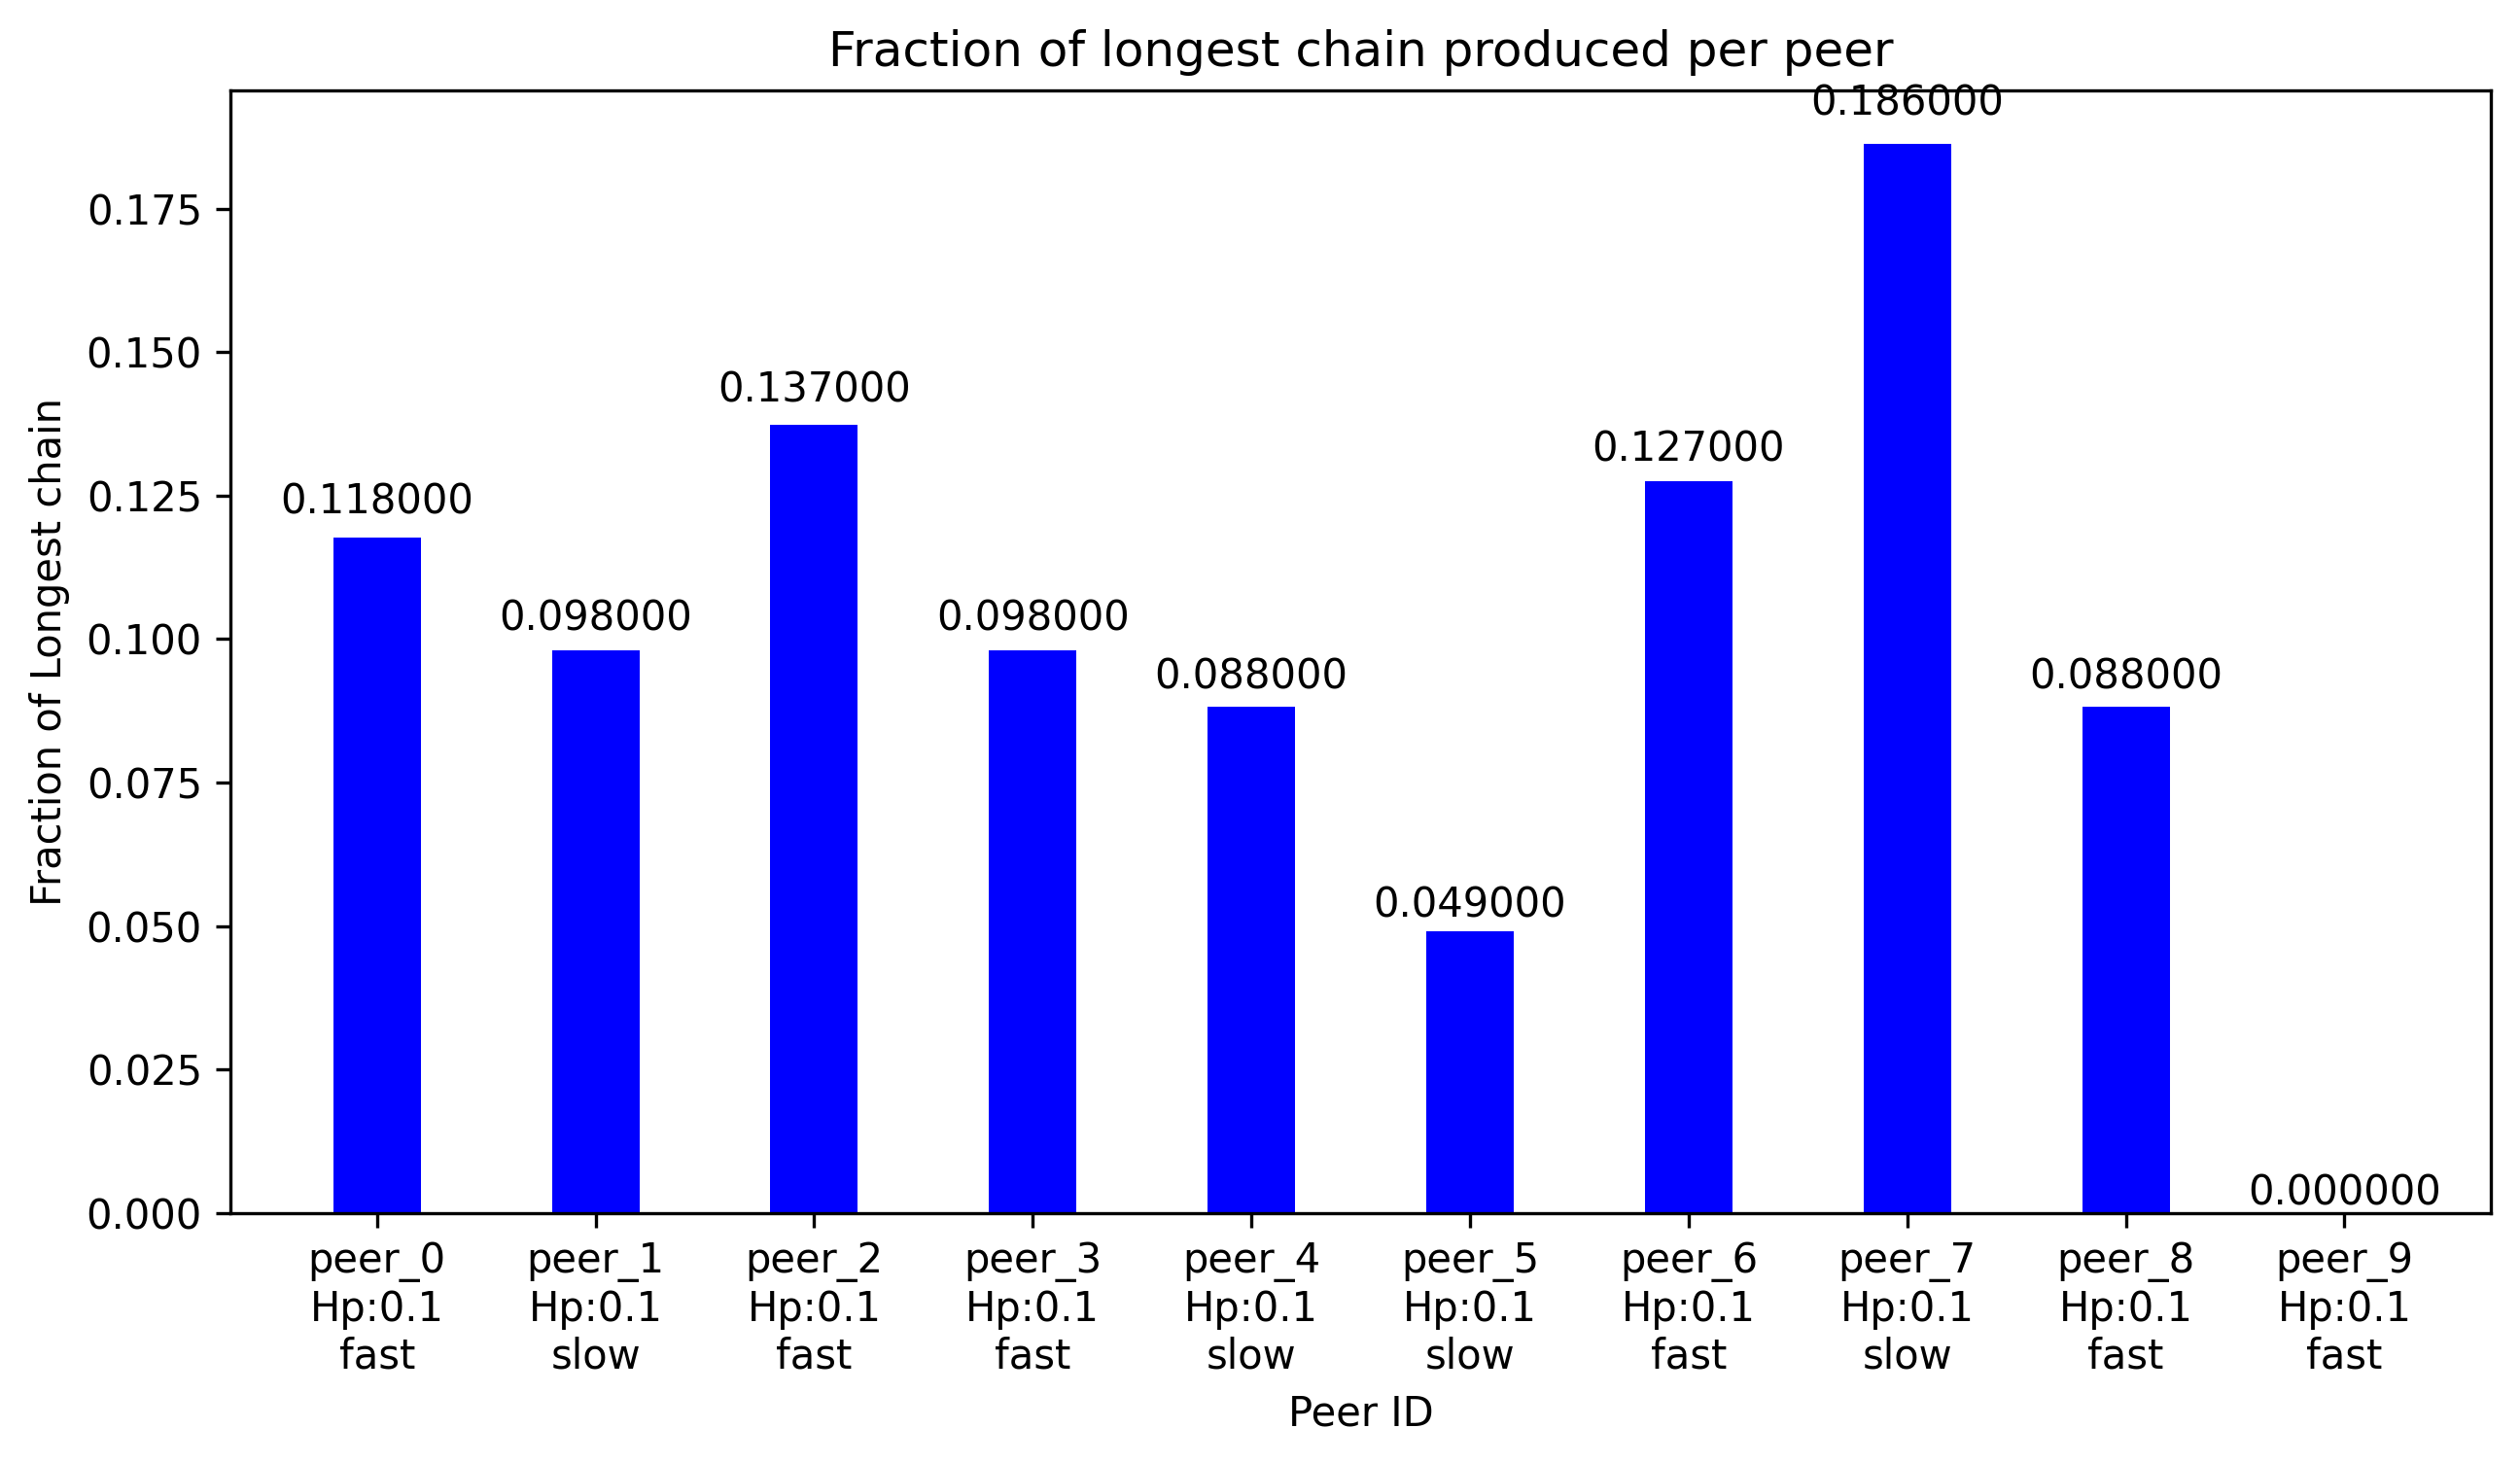 Fraction of longest chain produced per peer
Fraction of Longest chain
0.175
0.150
0.125
0.100
0.075
0.050
0.025
0.000
0.118000
0.098000
0.137000
0.098000
0.088000
0.049000
0.127000
0.186000
0.088000
0.000000
peer_0
Hp:0.1
fast
peer_1
Hp:0.1
slow
peer_2
Hp:0.1
fast
peer_3
Hp:0.1
fast
peer_4
Hp:0.1
slow
peer_5
Hp:0.1
slow
peer_6
Hp:0.1
fast
peer_7
Hp:0.1
slow
peer_8
Hp:0.1
fast
peer_9
Hp:0.1
fast
Peer ID